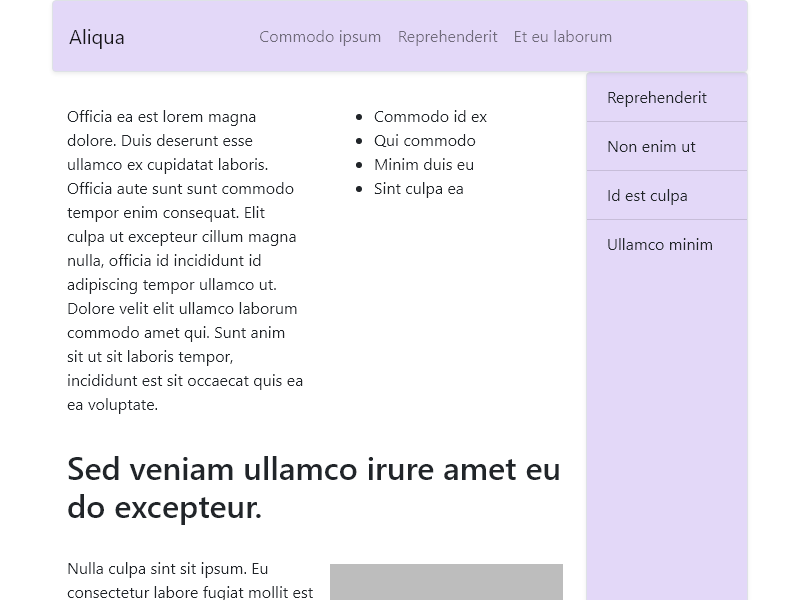 Aliqua
Commodo ipsum Reprehenderit Et eu laborum
Officia ea est lorem magna
dolore. Duis deserunt esse
ullamco ex cupidatat laboris.
Officia aute sunt sunt commodo
tempor enim consequat. Elit
culpa ut excepteur cillum magna
nulla, officia id incididunt id
adipiscing tempor ullamco ut.
Dolore velit elit ullamco laborum
commodo amet qui. Sunt anim
sit ut sit laboris tempor,
incididunt est sit occaecat quis ea
ea voluptate.
Commodo id ex
Qui commodo
Minim duis eu
Sint culpa ea
Sed veniam ullamco irure amet eu
do excepteur.
Nulla culpa sint sit ipsum. Eu
consectetur labore fugiat mollit est
Reprehenderit
Non enim ut
Id est culpa
Ullamco minim